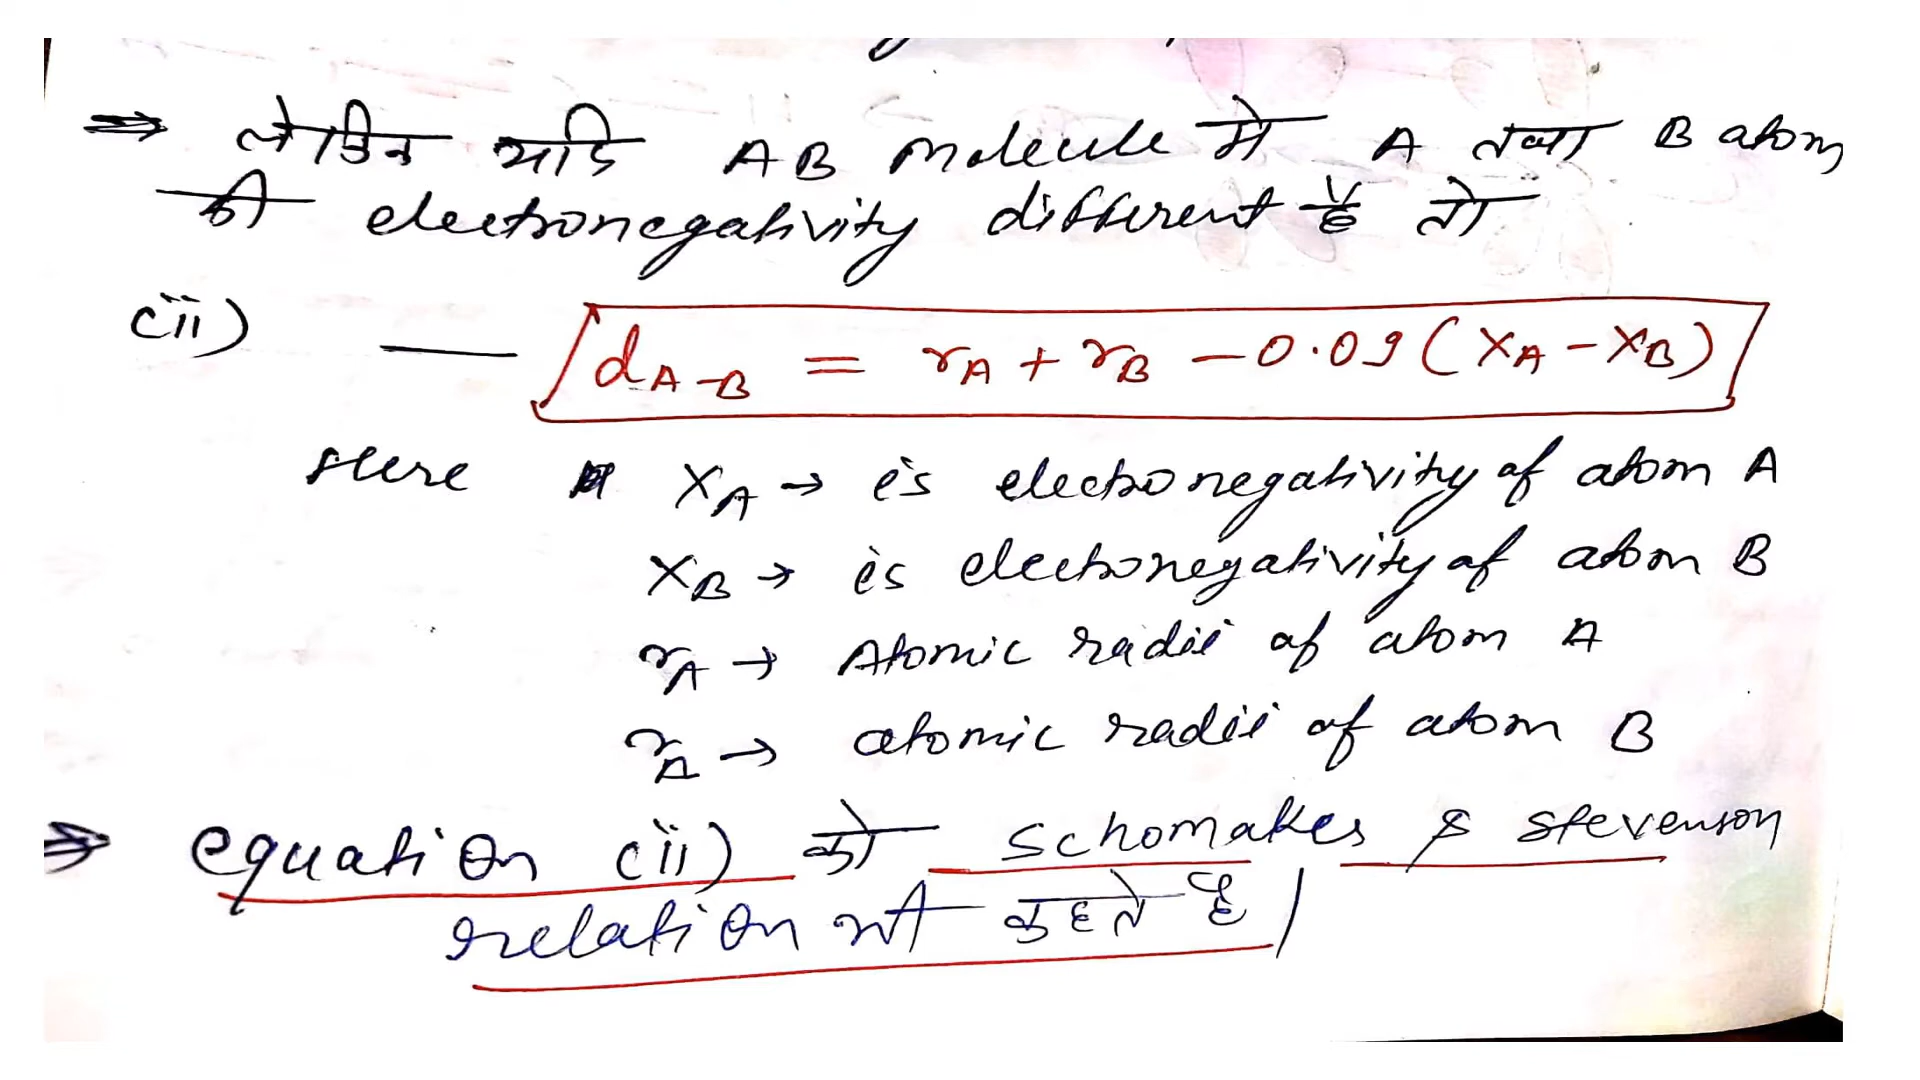 ⇒ लेकिन यदि AB molecule मे A तथा B atom
की electronegativity different है तो
(ii) — d A-B = rA + rB - 0.09 (XA - XB)
Here XA → is electronegativity of atom A
XB → is electronegativity of atom B
rA → Atomic radii of atom A
rA → atomic radii of atom B
⇒ equation (ii) को Schomakes & Stevenson
relation भी कहते है।